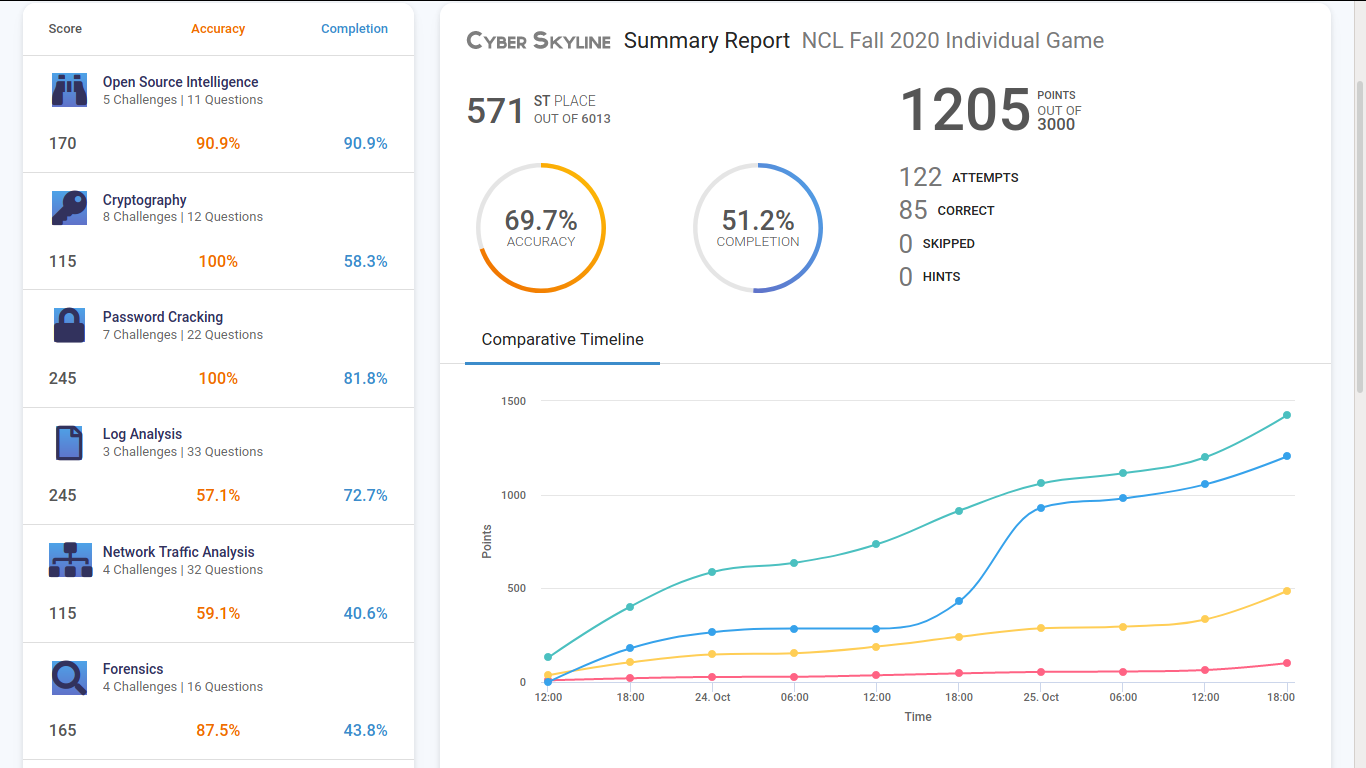 Score Accuracy Completion
Open Source Intelligence
5 Challenges | 11 Questions
170 90.9% 90.9%
Cryptography
8 Challenges | 12 Questions
115 100% 58.3%
Password Cracking
7 Challenges | 22 Questions
245 100% 81.8%
Log Analysis
3 Challenges | 33 Questions
245 57.1% 72.7%
Network Traffic Analysis
4 Challenges | 32 Questions
115 59.1% 40.6%
Forensics
4 Challenges | 16 Questions
165 87.5% 43.8%
CYBER SKYLINE Summary Report NCL Fall 2020 Individual Game
571 ST PLACE
OUT OF 6013
1205 POINTS
OUT OF
3000
69.7%
ACCURACY
51.2%
COMPLETION
122 ATTEMPTS
85 CORRECT
0 SKIPPED
0 HINTS
Comparative Timeline
1500
1000
500
0
Points
12:00 18:00 24. Oct 06:00 12:00 18:00 25. Oct 06:00 12:00 18:00
Time